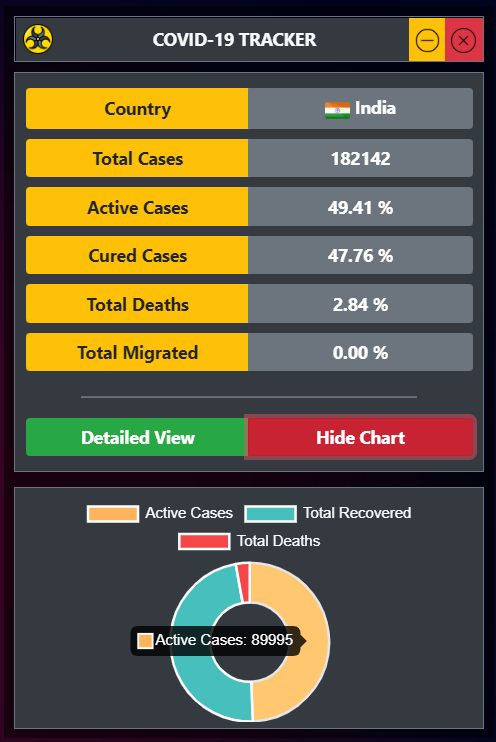 COVID-19 TRACKER
Country India
Total Cases 182142
Active Cases 49.41 %
Cured Cases 47.76 %
Total Deaths 2.84 %
Total Migrated 0.00 %
Detailed View Hide Chart
Active Cases Total Recovered
Total Deaths
Active Cases: 89995